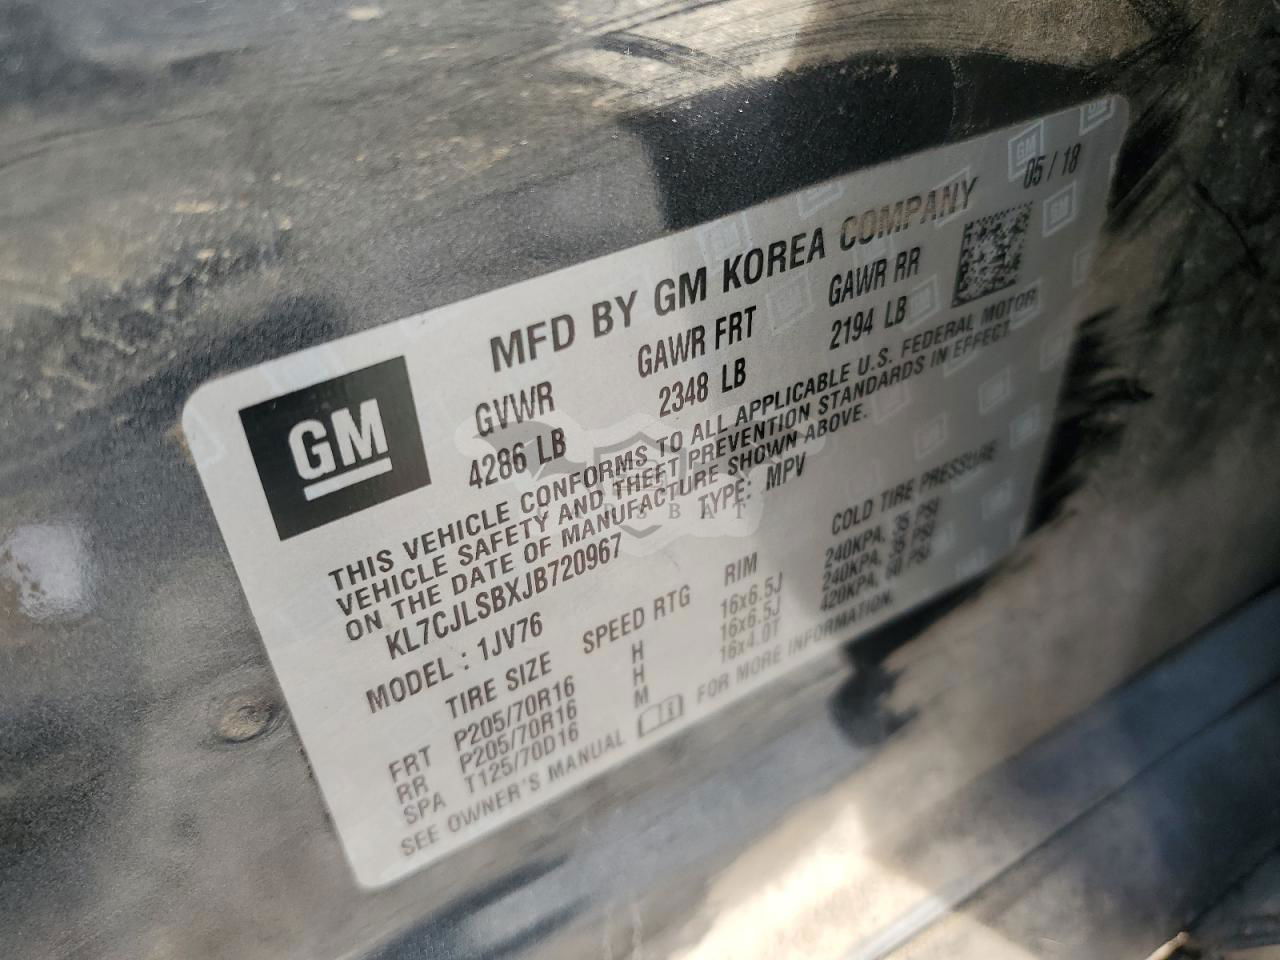 GM
MFD BY GM KOREA COMPANY 05/18
GVWR GAWR FRT GAWR RR
4286 LB 2348 LB 2194 LB
THIS VEHICLE CONFORMS TO ALL APPLICABLE U.S. FEDERAL MOTOR
VEHICLE SAFETY AND THEFT PREVENTION STANDARDS IN EFFECT
ON THE DATE OF MANUFACTURE SHOWN ABOVE.
KL7CJLSBXJB720967 TYPE: MPV
MODEL : 1JV76
TIRE SIZE SPEED RTG RIM COLD TIRE PRESSURE
FRT P205/70R16 H 16x6.5J 240KPA, 35 PSI
RR P205/70R16 H 16x6.5J 240KPA, 35 PSI
SPA T125/70D16 M 16x4.0T 420KPA, 60 PSI
SEE OWNER'S MANUAL FOR MORE INFORMATION.